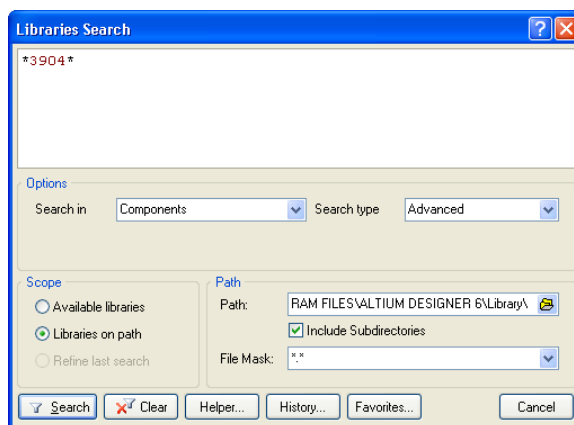 Libraries Search
*3904*
Options
Search in Components Search type Advanced
Scope Path
Available libraries Path: RAM FILES\ALTIUM DESIGNER 6\Library\
Libraries on path Include Subdirectories
Refine last search File Mask: *.*
Search Clear Helper... History... Favorites... Cancel